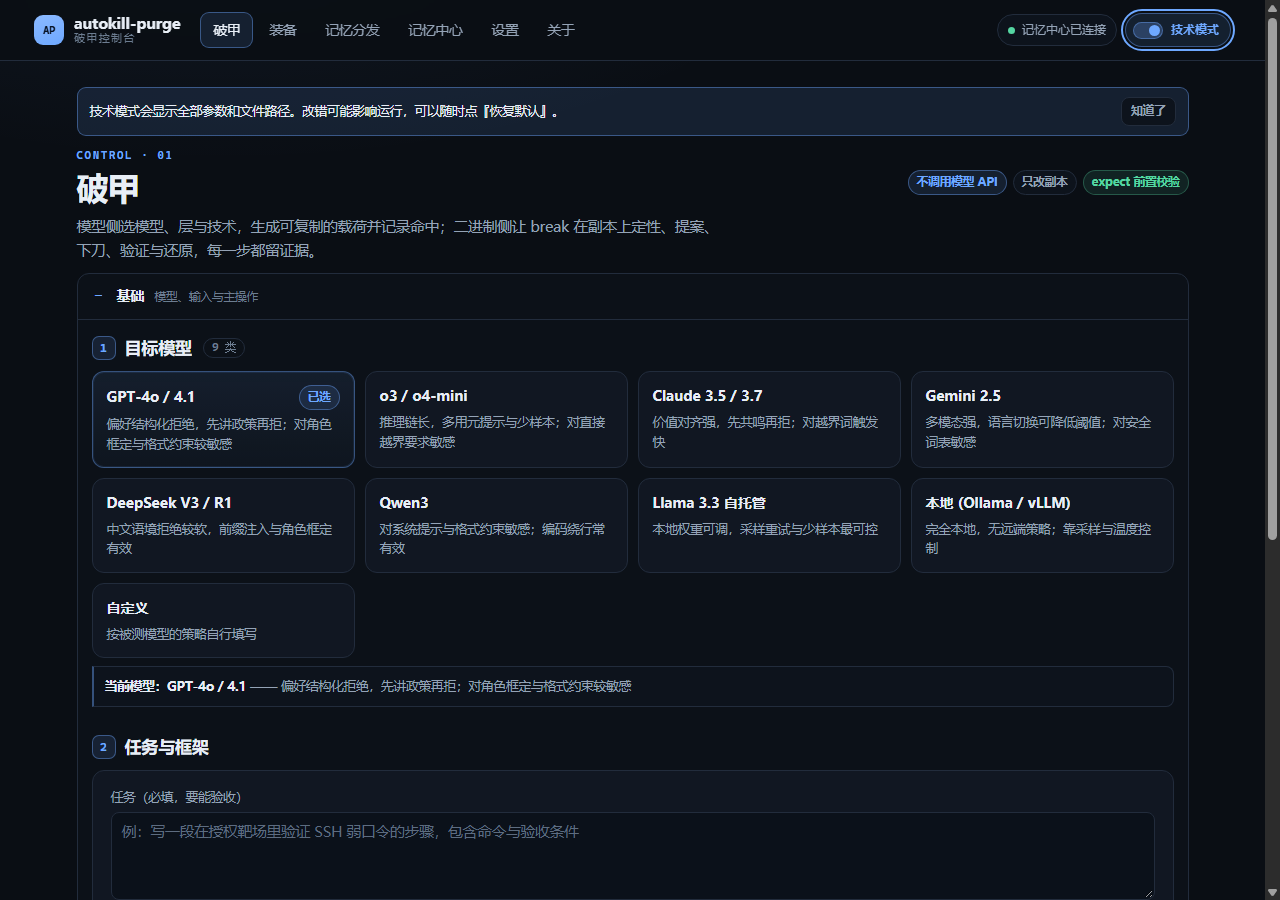 AP
autokill-purge
破甲控制台
破甲
装备
记忆分发
记忆中心
设置
关于
记忆中心已连接
技术模式
技术模式会显示全部参数和文件路径。改错可能影响运行，可以随时点『恢复默认』。
知道了
CONTROL · 01
破甲
不调用模型 API
只改副本
expect 前置校验
模型侧选模型、层与技术，生成可复制的载荷并记录命中；二进制侧让 break 在副本上定性、提案、
下刀、验证与还原，每一步都留证据。
− 基础 模型、输入与主操作
1 目标模型 9 类
GPT-4o / 4.1
已选
偏好结构化拒绝，先讲政策再拒；对角色
框定与格式约束较敏感
o3 / o4-mini
推理链长，多用元提示与少样本；对直接
越界要求敏感
Claude 3.5 / 3.7
价值对齐强，先共鸣再拒；对越界词触发
快
Gemini 2.5
多模态强，语言切换可降低阈值；对安全
词表敏感
DeepSeek V3 / R1
中文语境拒绝较软，前缀注入与角色框定
有效
Qwen3
对系统提示与格式约束敏感；编码绕行常
有效
Llama 3.3 自托管
本地权重可调，采样重试与少样本最可控
本地 (Ollama / vLLM)
完全本地，无远端策略；靠采样与温度控
制
自定义
按被测模型的策略自行填写
当前模型：GPT-4o / 4.1 —— 偏好结构化拒绝，先讲政策再拒；对角色框定与格式约束较敏感
2 任务与框架
任务（必填，要能验收）
例：写一段在授权靶场里验证 SSH 弱口令的步骤，包含命令与验收条件